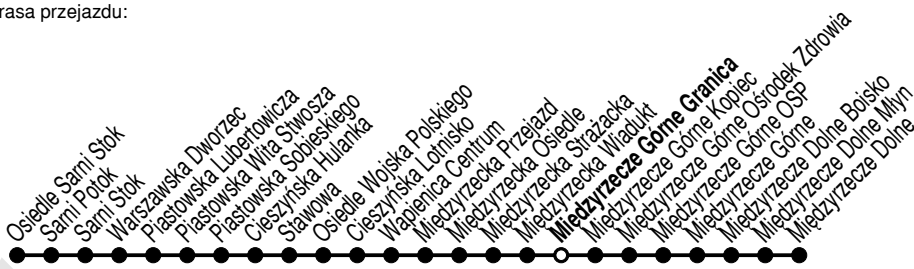 rasa przejazdu:
Osiedle Sarni Stok
Sarni Potok
Sarni Stok
Warszawska Dworzec
Piastowska Lubertowicza
Piastowska Wita Stwosza
Piastowska Sobieskiego
Cieszyńska Hulanka
Stawowa
Osiedle Wojska Polskiego
Cieszyńska Lotnisko
Wapienica Centrum
Międzyrzecka Przejazd
Międzyrzecka Osiedle
Międzyrzecka Strażacka
Międzyrzecka Wiadukt
Międzyrzecze Górne Granica
Międzyrzecze Górne Kopiec
Międzyrzecze Górne Ośrodek Zdrowia
Międzyrzecze Górne OSP
Międzyrzecze Górne
Międzyrzecze Dolne Boisko
Międzyrzecze Dolne Młyn
Międzyrzecze Dolne